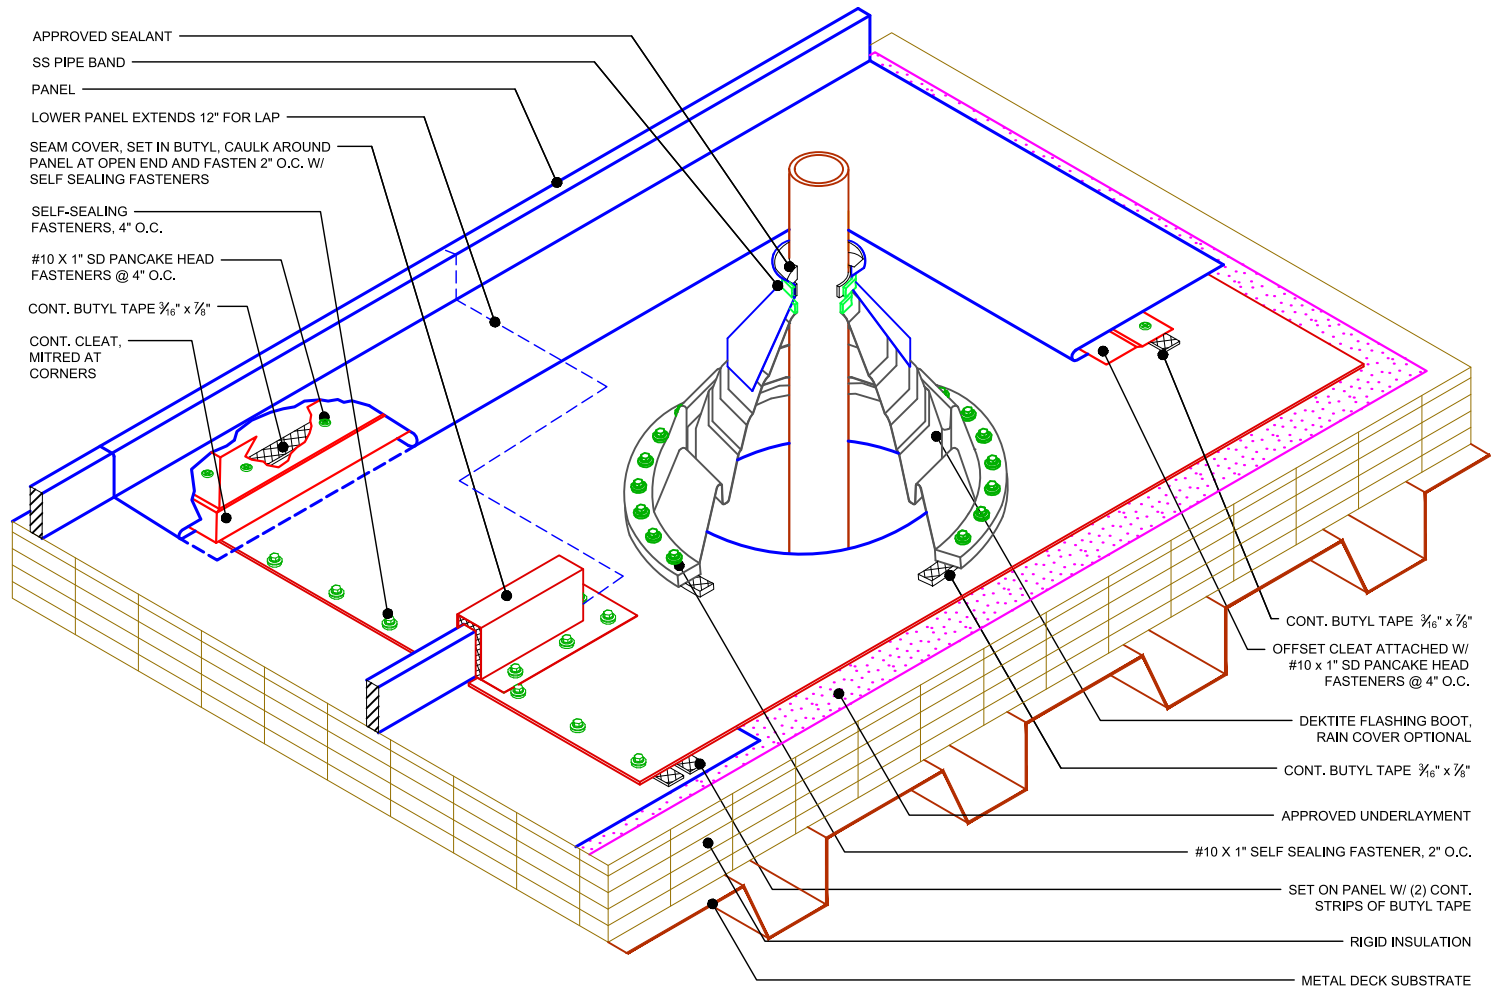 APPROVED SEALANT
SS PIPE BAND
PANEL
LOWER PANEL EXTENDS 12" FOR LAP
SEAM COVER, SET IN BUTYL, CAULK AROUND
PANEL AT OPEN END AND FASTEN 2" O.C. W/
SELF SEALING FASTENERS
SELF-SEALING
FASTENERS, 4" O.C.
#10 X 1" SD PANCAKE HEAD
FASTENERS @ 4" O.C.
CONT. BUTYL TAPE 3/16" x 7/8"
CONT. CLEAT,
MITRED AT
CORNERS
CONT. BUTYL TAPE 3/16" x 7/8"
OFFSET CLEAT ATTACHED W/
#10 x 1" SD PANCAKE HEAD
FASTENERS @ 4" O.C.
DEKTITE FLASHING BOOT,
RAIN COVER OPTIONAL
CONT. BUTYL TAPE 3/16" x 7/8"
APPROVED UNDERLAYMENT
#10 X 1" SELF SEALING FASTENER, 2" O.C.
SET ON PANEL W/ (2) CONT.
STRIPS OF BUTYL TAPE
RIGID INSULATION
METAL DECK SUBSTRATE